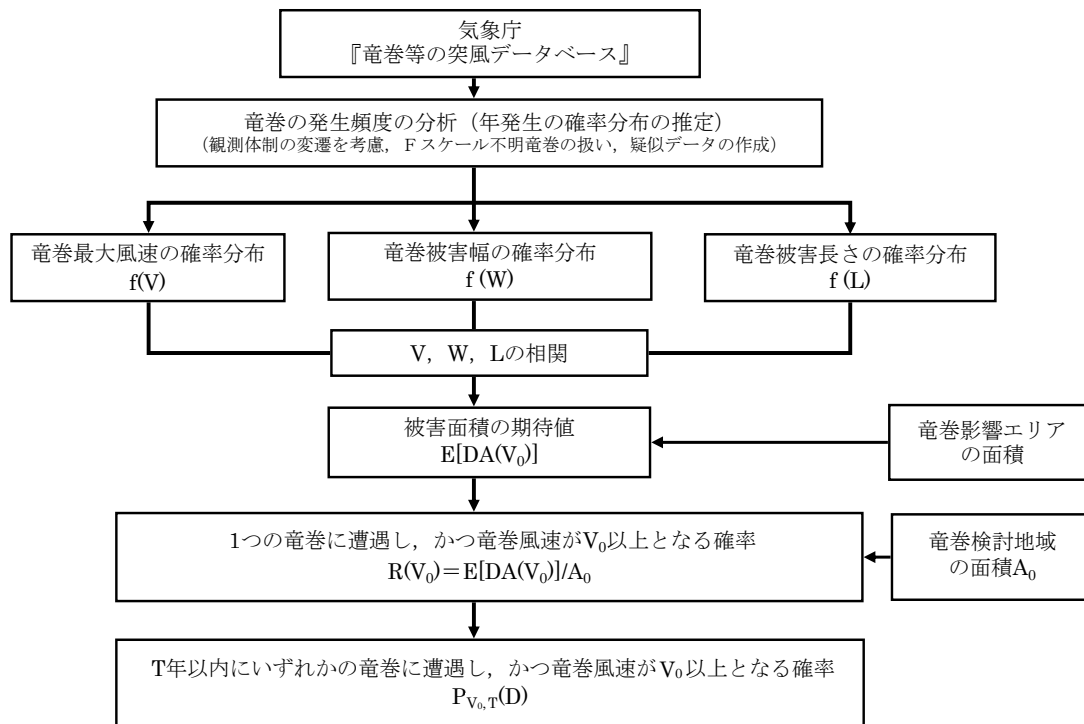 気象庁
『竜巻等の突風データベース』
竜巻の発生頻度の分析（年発生の確率分布の推定）
（観測体制の変遷を考慮，Ｆスケール不明竜巻の扱い，疑似データの作成）
竜巻最大風速の確率分布
f(V)
竜巻被害幅の確率分布
f (W)
竜巻被害長さの確率分布
f (L)
V，W，Lの相関
被害面積の期待値
E[DA(V₀)]
竜巻影響エリア
の面積
1つの竜巻に遭遇し，かつ竜巻風速がV₀以上となる確率
R(V₀)＝E[DA(V₀)]/A₀
竜巻検討地域
の面積A₀
T年以内にいずれかの竜巻に遭遇し，かつ竜巻風速がV₀以上となる確率
P_{V₀,T}(D)